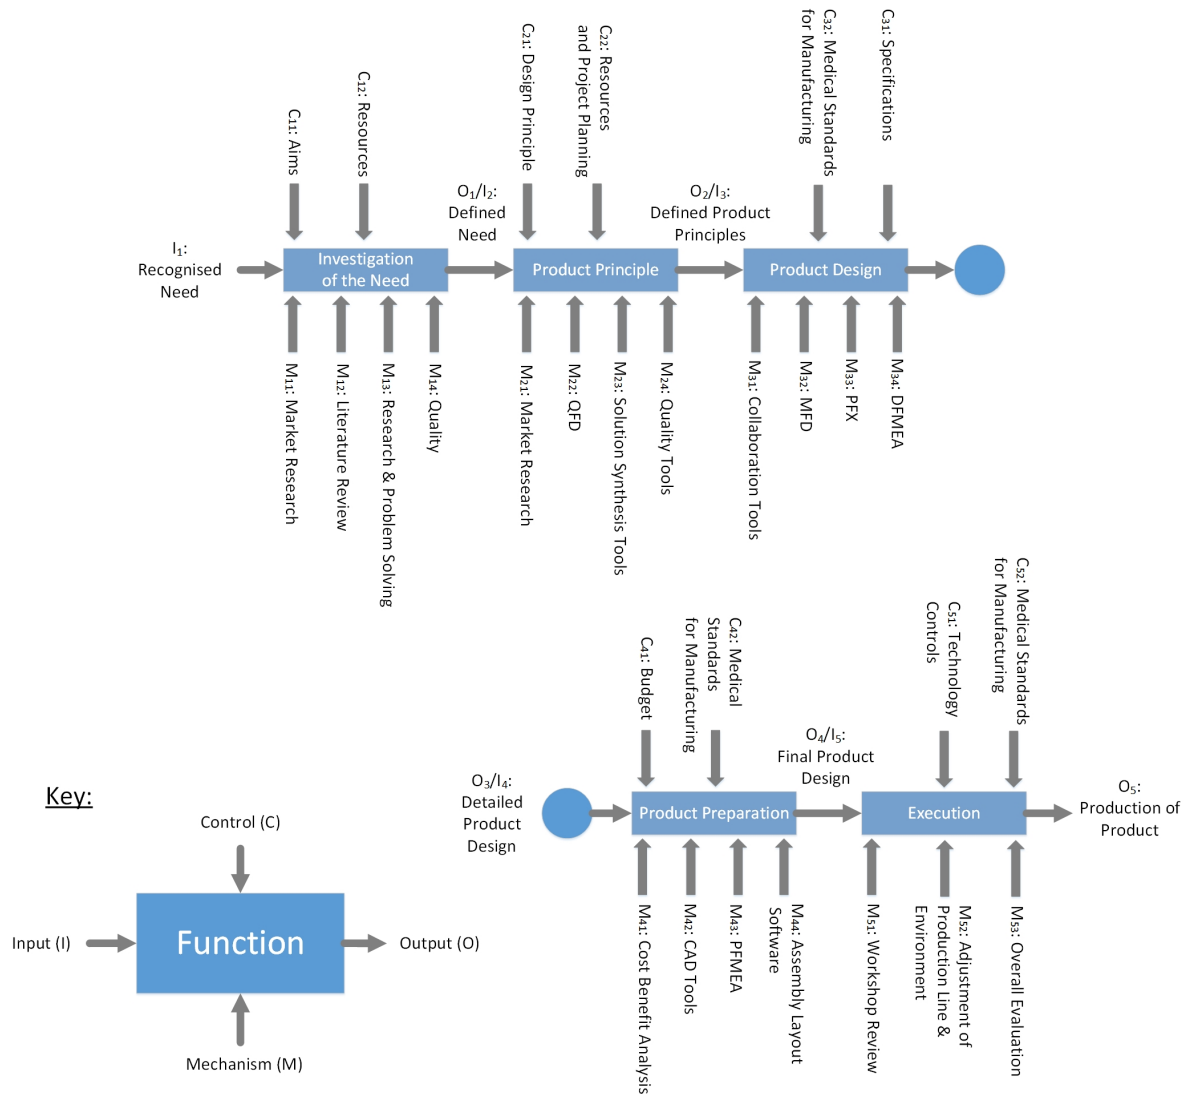 C₁₁: Aims
C₁₂: Resources
C₂₁: Design Principle
C₂₂: Resources
and Project Planning
C₃₂: Medical Standards
for Manufacturing
C₃₁: Specifications
I₁:
Recognised
Need
Investigation
of the Need
O₁/I₂:
Defined
Need
Product Principle
O₂/I₃:
Defined Product
Principles
Product Design
M₁₁: Market Research
M₁₂: Literature Review
M₁₃: Research & Problem Solving
M₁₄: Quality
M₂₁: Market Research
M₂₂: QFD
M₂₃: Solution Synthesis Tools
M₂₄: Quality Tools
M₃₁: Collaboration Tools
M₃₂: MFD
M₃₃: PFX
M₃₄: DFMEA
C₄₁: Budget
C₄₂: Medical
Standards
for Manufacturing
C₅₁: Technology
Controls
C₅₂: Medical Standards
for Manufacturing
O₃/I₄:
Detailed
Product
Design
Product Preparation
O₄/I₅:
Final Product
Design
Execution
O₅:
Production of
Product
M₄₁: Cost Benefit Analysis
M₄₂: CAD Tools
M₄₃: PFMEA
M₄₄: Assembly Layout
Software
M₅₁: Workshop Review
M₅₂: Adjustment of
Production Line &
Environment
M₅₃: Overall Evaluation
Key:
Control (C)
Input (I)
Function
Output (O)
Mechanism (M)